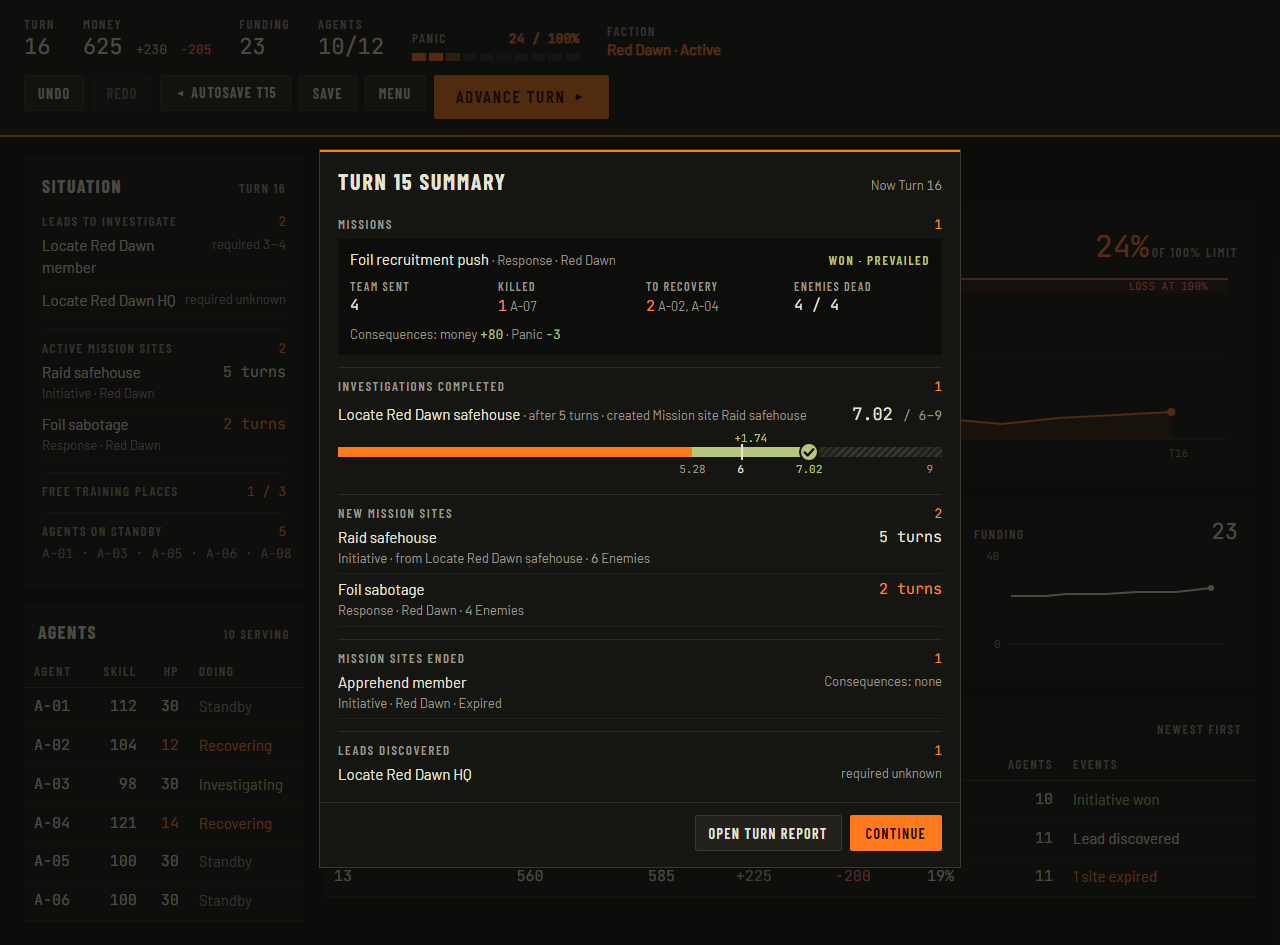 TURN MONEY FUNDING AGENTS
16 625 +230 -205 23 10/12
PANIC 24 / 100%
FACTION
Red Dawn · Active
UNDO REDO ◂ AUTOSAVE T15 SAVE MENU ADVANCE TURN ▸
SITUATION TURN 16
LEADS TO INVESTIGATE 2
Locate Red Dawn member required 3–4
Locate Red Dawn HQ required unknown
ACTIVE MISSION SITES 2
Raid safehouse 5 turns
Initiative · Red Dawn
Foil sabotage 2 turns
Response · Red Dawn
FREE TRAINING PLACES 1 / 3
AGENTS ON STANDBY 5
A-01 · A-03 · A-05 · A-06 · A-08
AGENTS 10 SERVING
AGENT SKILL HP DOING
A-01 112 30 Standby
A-02 104 12 Recovering
A-03 98 30 Investigating
A-04 121 14 Recovering
A-05 100 30 Standby
A-06 100 30 Standby
TURN 15 SUMMARY Now Turn 16
MISSIONS 1
Foil recruitment push · Response · Red Dawn WON · PREVAILED
TEAM SENT KILLED TO RECOVERY ENEMIES DEAD
4 1 A-07 2 A-02, A-04 4 / 4
Consequences: money +80 · Panic -3
INVESTIGATIONS COMPLETED 1
Locate Red Dawn safehouse · after 5 turns · created Mission site Raid safehouse 7.02 / 6–9
+1.74
5.28 6 7.02 9
NEW MISSION SITES 2
Raid safehouse 5 turns
Initiative · from Locate Red Dawn safehouse · 6 Enemies
Foil sabotage 2 turns
Response · Red Dawn · 4 Enemies
MISSION SITES ENDED 1
Apprehend member Consequences: none
Initiative · Red Dawn · Expired
LEADS DISCOVERED 1
Locate Red Dawn HQ required unknown
OPEN TURN REPORT CONTINUE
24% OF 100% LIMIT
LOSS AT 100%
T16
FUNDING 23
40
0
NEWEST FIRST
AGENTS EVENTS
10 Initiative won
11 Lead discovered
13 560 585 +225 -200 19% 11 1 site expired